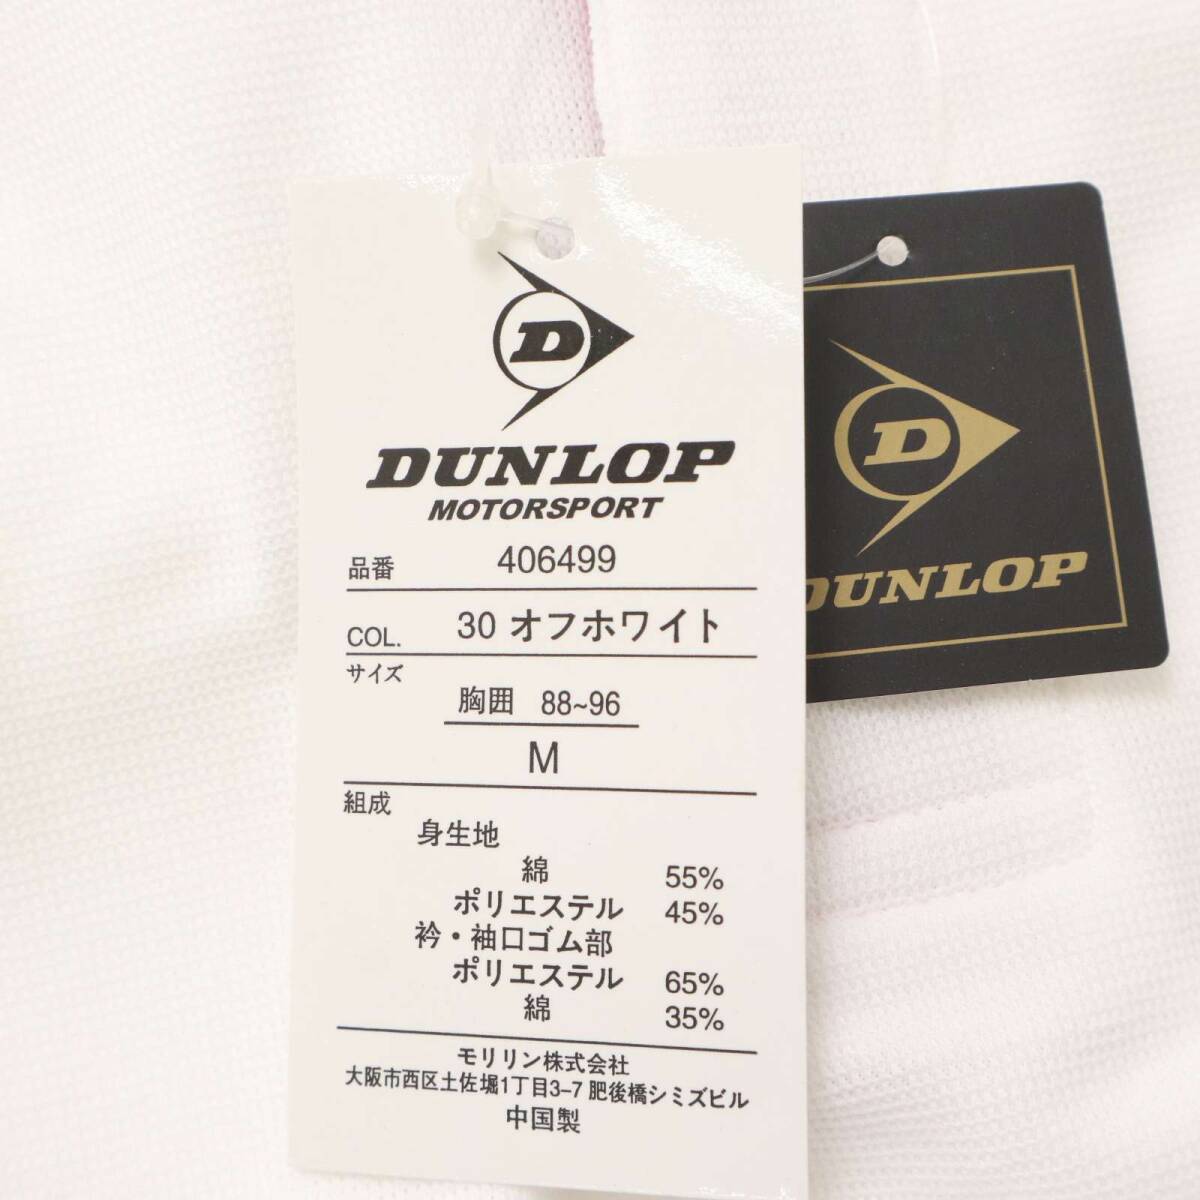 D
DUNLOP
MOTORSPORT
品番 406499
COL. 30 オフホワイト
サイズ
胸囲 88~96
M
組成
身生地
綿 55%
ポリエステル 45%
衿・袖口ゴム部
ポリエステル 65%
綿 35%
モリリン株式会社
大阪市西区土佐堀1丁目3-7 肥後橋シミズビル
中国製
D
DUNLOP